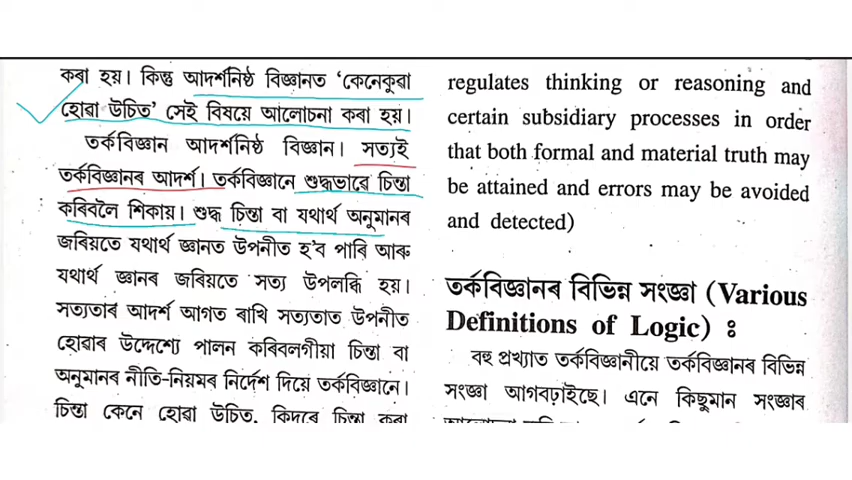 কৰা হয়। কিন্তু আদৰ্শনিষ্ঠ বিজ্ঞানত ‘কেনেকুৱা
হোৱা উচিত’ সেই বিষয়ে আলোচনা কৰা হয়।
তৰ্কবিজ্ঞান আদৰ্শনিষ্ঠ বিজ্ঞান। সত্যই
তৰ্কবিজ্ঞানৰ আদৰ্শ। তৰ্কবিজ্ঞানে শুদ্ধভাৱে চিন্তা
কৰিবলৈ শিকায়। শুদ্ধ চিন্তা বা যথাৰ্থ অনুমানৰ
জৰিয়তে যথাৰ্থ জ্ঞানত উপনীত হ’ব পাৰি আৰু
যথাৰ্থ জ্ঞানৰ জৰিয়তে সত্য উপলব্ধি হয়।
সত্যতাৰ আদৰ্শ আগত ৰাখি সত্যতাত উপনীত
হোৱাৰ উদ্দেশ্যে পালন কৰিবলগীয়া চিন্তা বা
অনুমানৰ নীতি-নিয়মৰ নিৰ্দেশ দিয়ে তৰ্কবিজ্ঞানে।
চিন্তা কেনে হোৱা উচিত, কিদৰে চিন্তা কৰা
regulates thinking or reasoning and
certain subsidiary processes in order
that both formal and material truth may
be attained and errors may be avoided
and detected)
তৰ্কবিজ্ঞানৰ বিভিন্ন সংজ্ঞা (Various
Definitions of Logic) ঃ
বহু প্ৰখ্যাত তৰ্কবিজ্ঞানীয়ে তৰ্কবিজ্ঞানৰ বিভিন্ন
সংজ্ঞা আগবঢ়াইছে। এনে কিছুমান সংজ্ঞাৰ